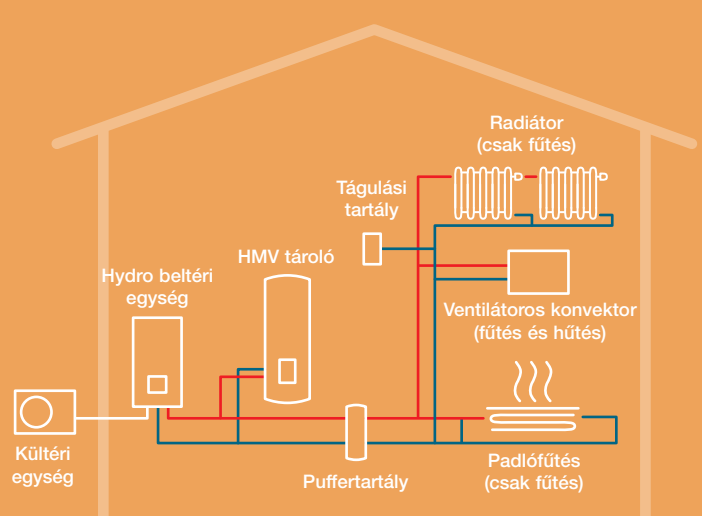 Radiátor
(csak fűtés)
Tágulási
tartály
HMV tároló
Hydro beltéri
egység
Ventilátoros konvektor
(fűtés és hűtés)
Kültéri
egység
Puffertartály
Padlófűtés
(csak fűtés)